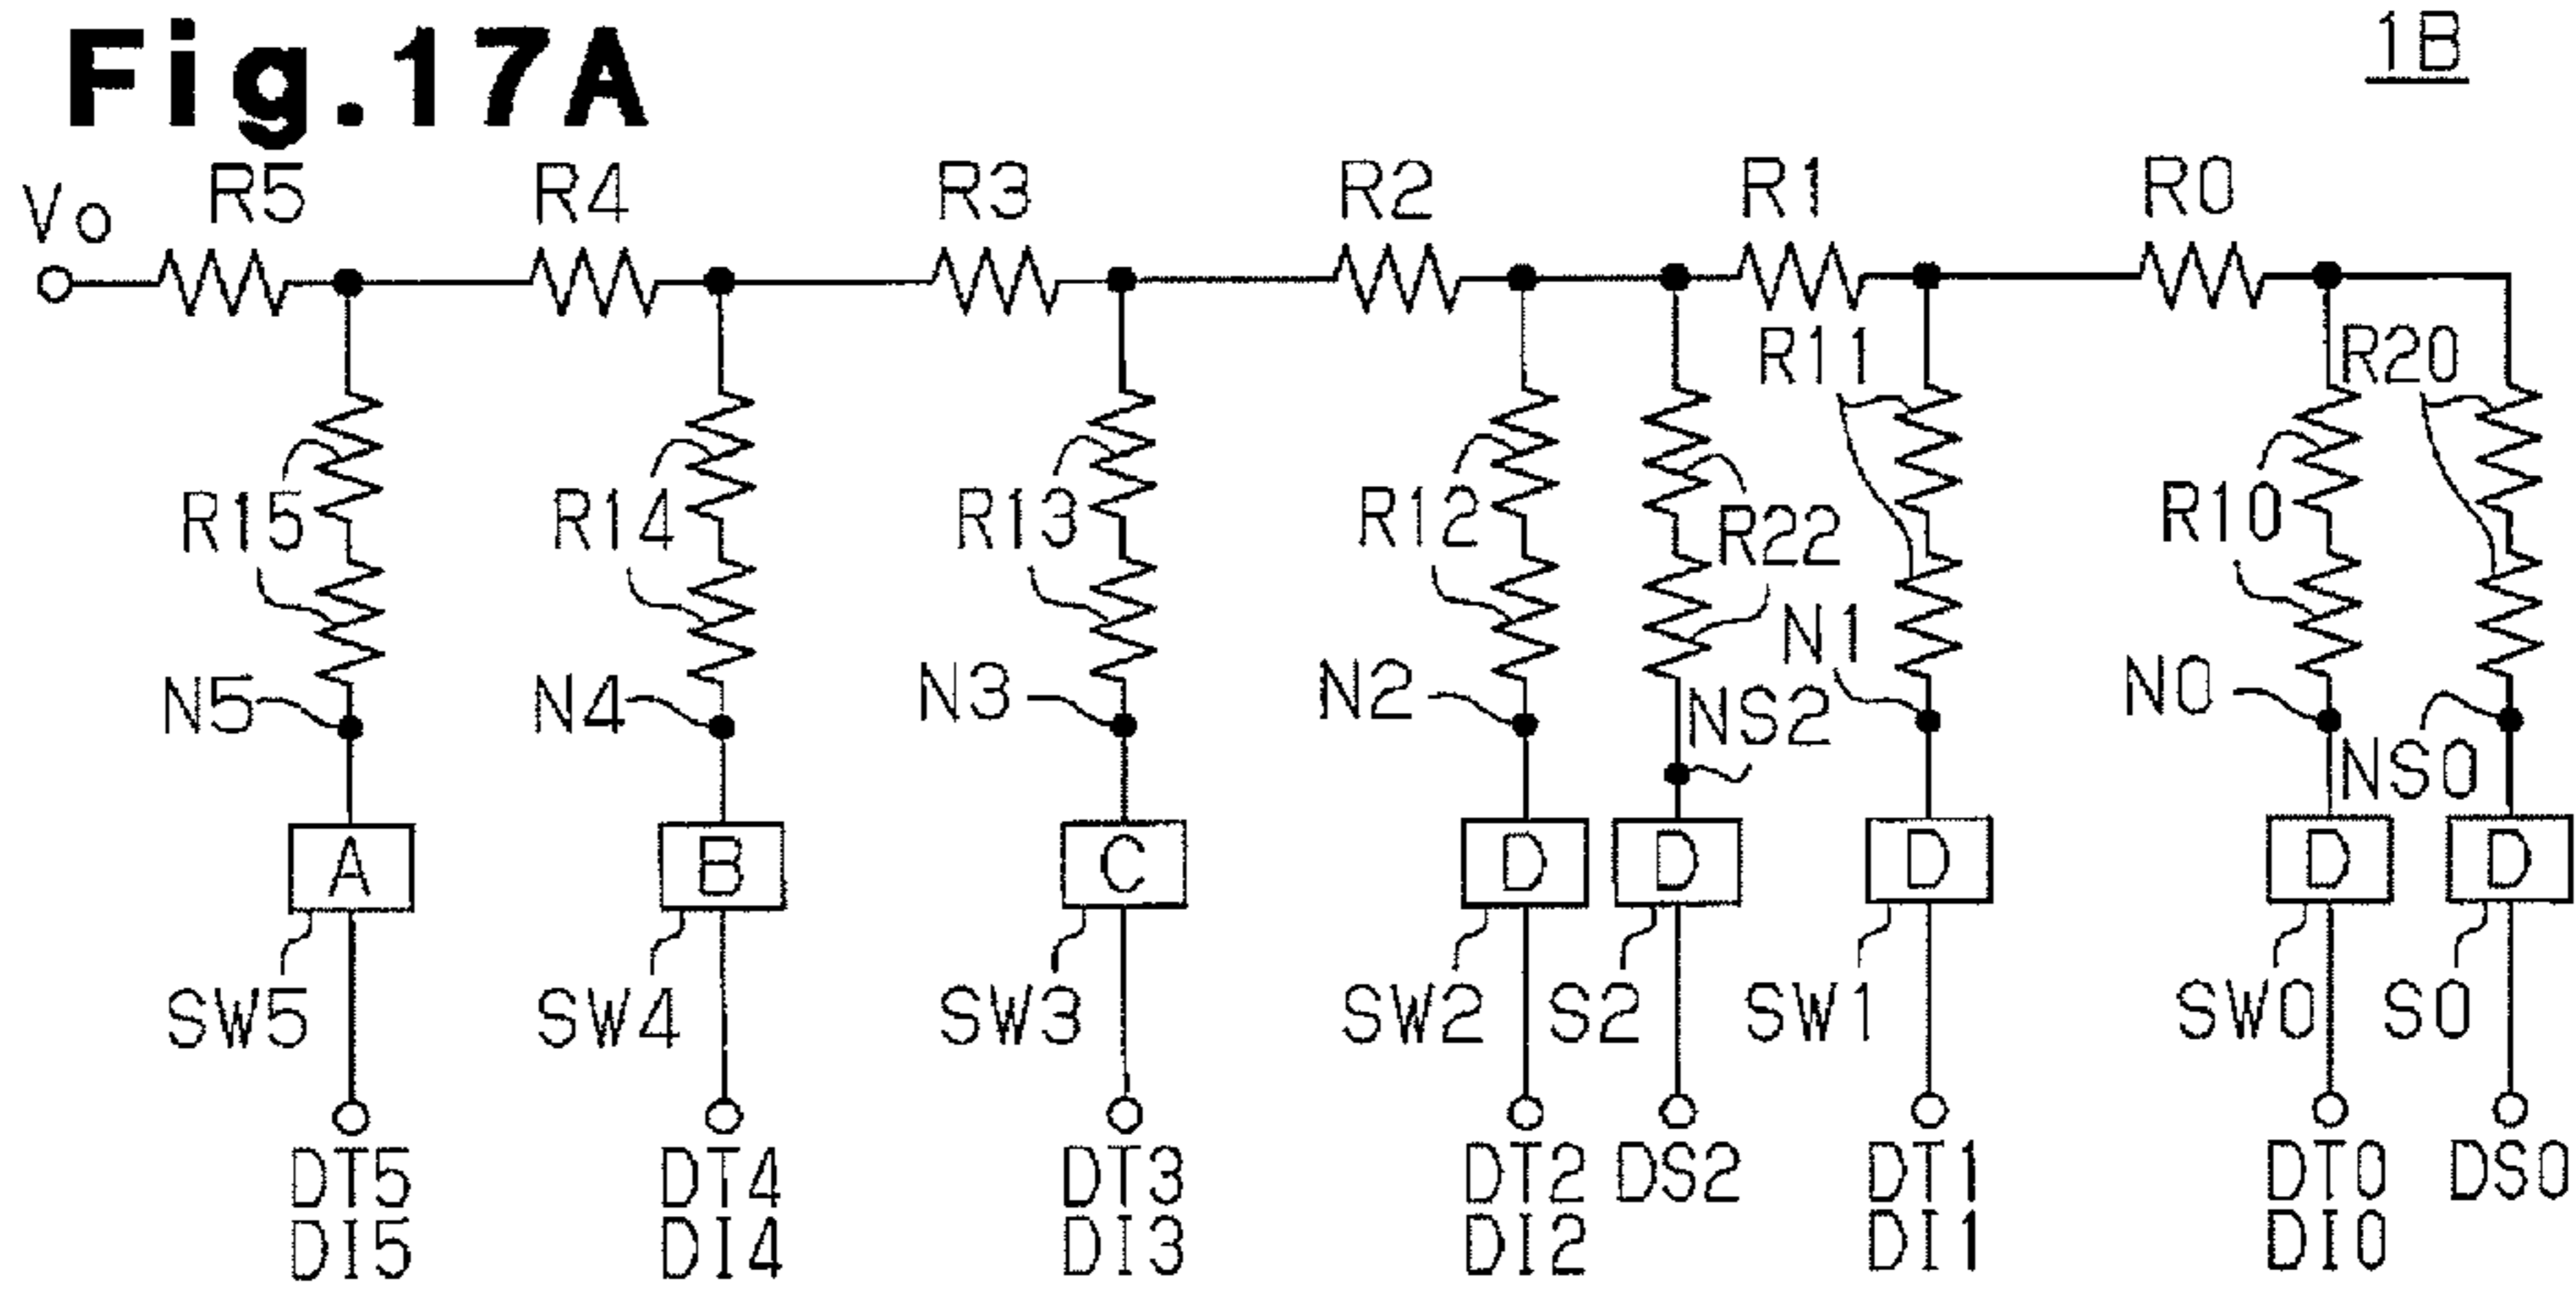 Fig.17A
1B
Vo R5 R4 R3 R2 R1 R0
R11 R20
R15 R14 R13 R12 R22 R10
N5 N4 N3 N2 NS2 N1 N0 NS0
A B C D D D D D
SW5 SW4 SW3 SW2 S2 SW1 SW0 S0
DT5 DT4 DT3 DT2 DS2 DT1 DT0 DS0
DI5 DI4 DI3 DI2 DI1 DI0